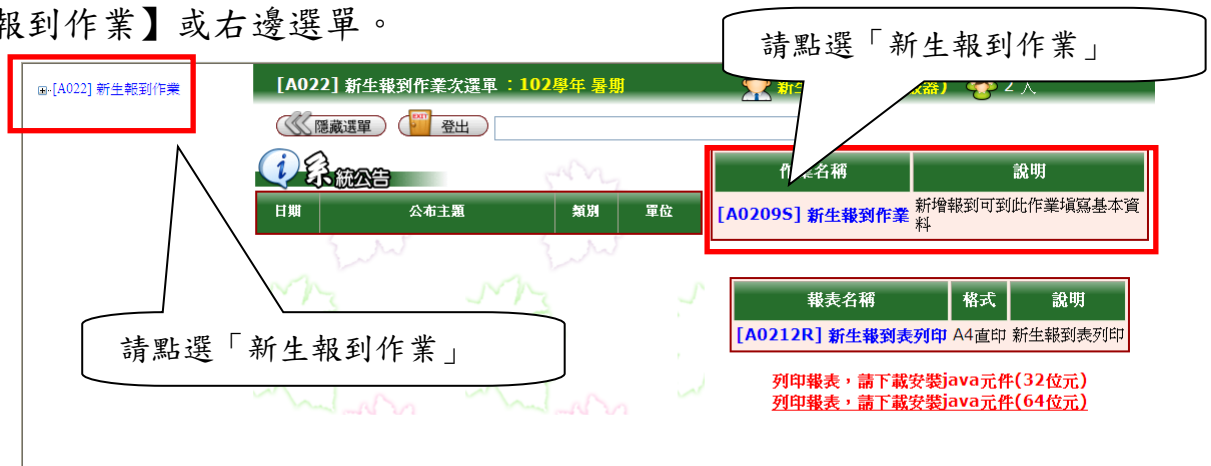 報到作業】或右邊選單。
請點選「新生報到作業」
[A022] 新生報到作業
[A022] 新生報到作業次選單：102學年 暑期
新生
器) 2 人
隱藏選單
EXIT 登出
系統公告
日期 公布主題 類別 單位
作業名稱 說明
[A0209S] 新生報到作業 新增報到可到此作業填寫基本資
料
請點選「新生報到作業」
報表名稱 格式 說明
[A0212R] 新生報到表列印 A4直印 新生報到表列印
列印報表，請下載安裝java元件(32位元)
列印報表，請下載安裝java元件(64位元)